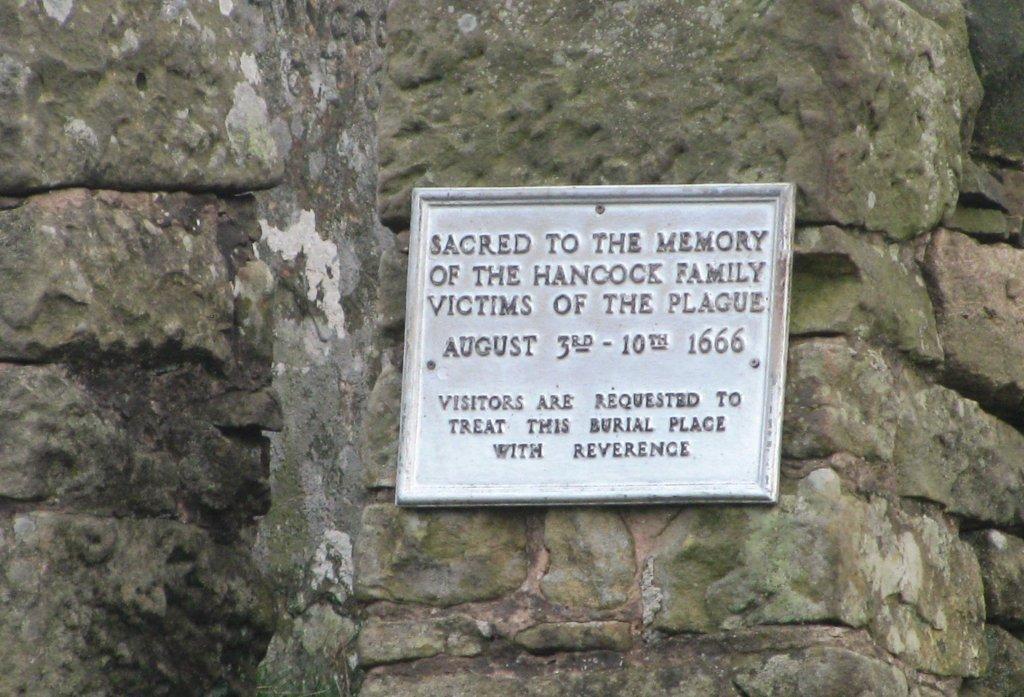 SACRED TO THE MEMORY
OF THE HANCOCK FAMILY
VICTIMS OF THE PLAGUE
AUGUST 3RD - 10TH 1666
VISITORS ARE REQUESTED TO
TREAT THIS BURIAL PLACE
WITH REVERENCE